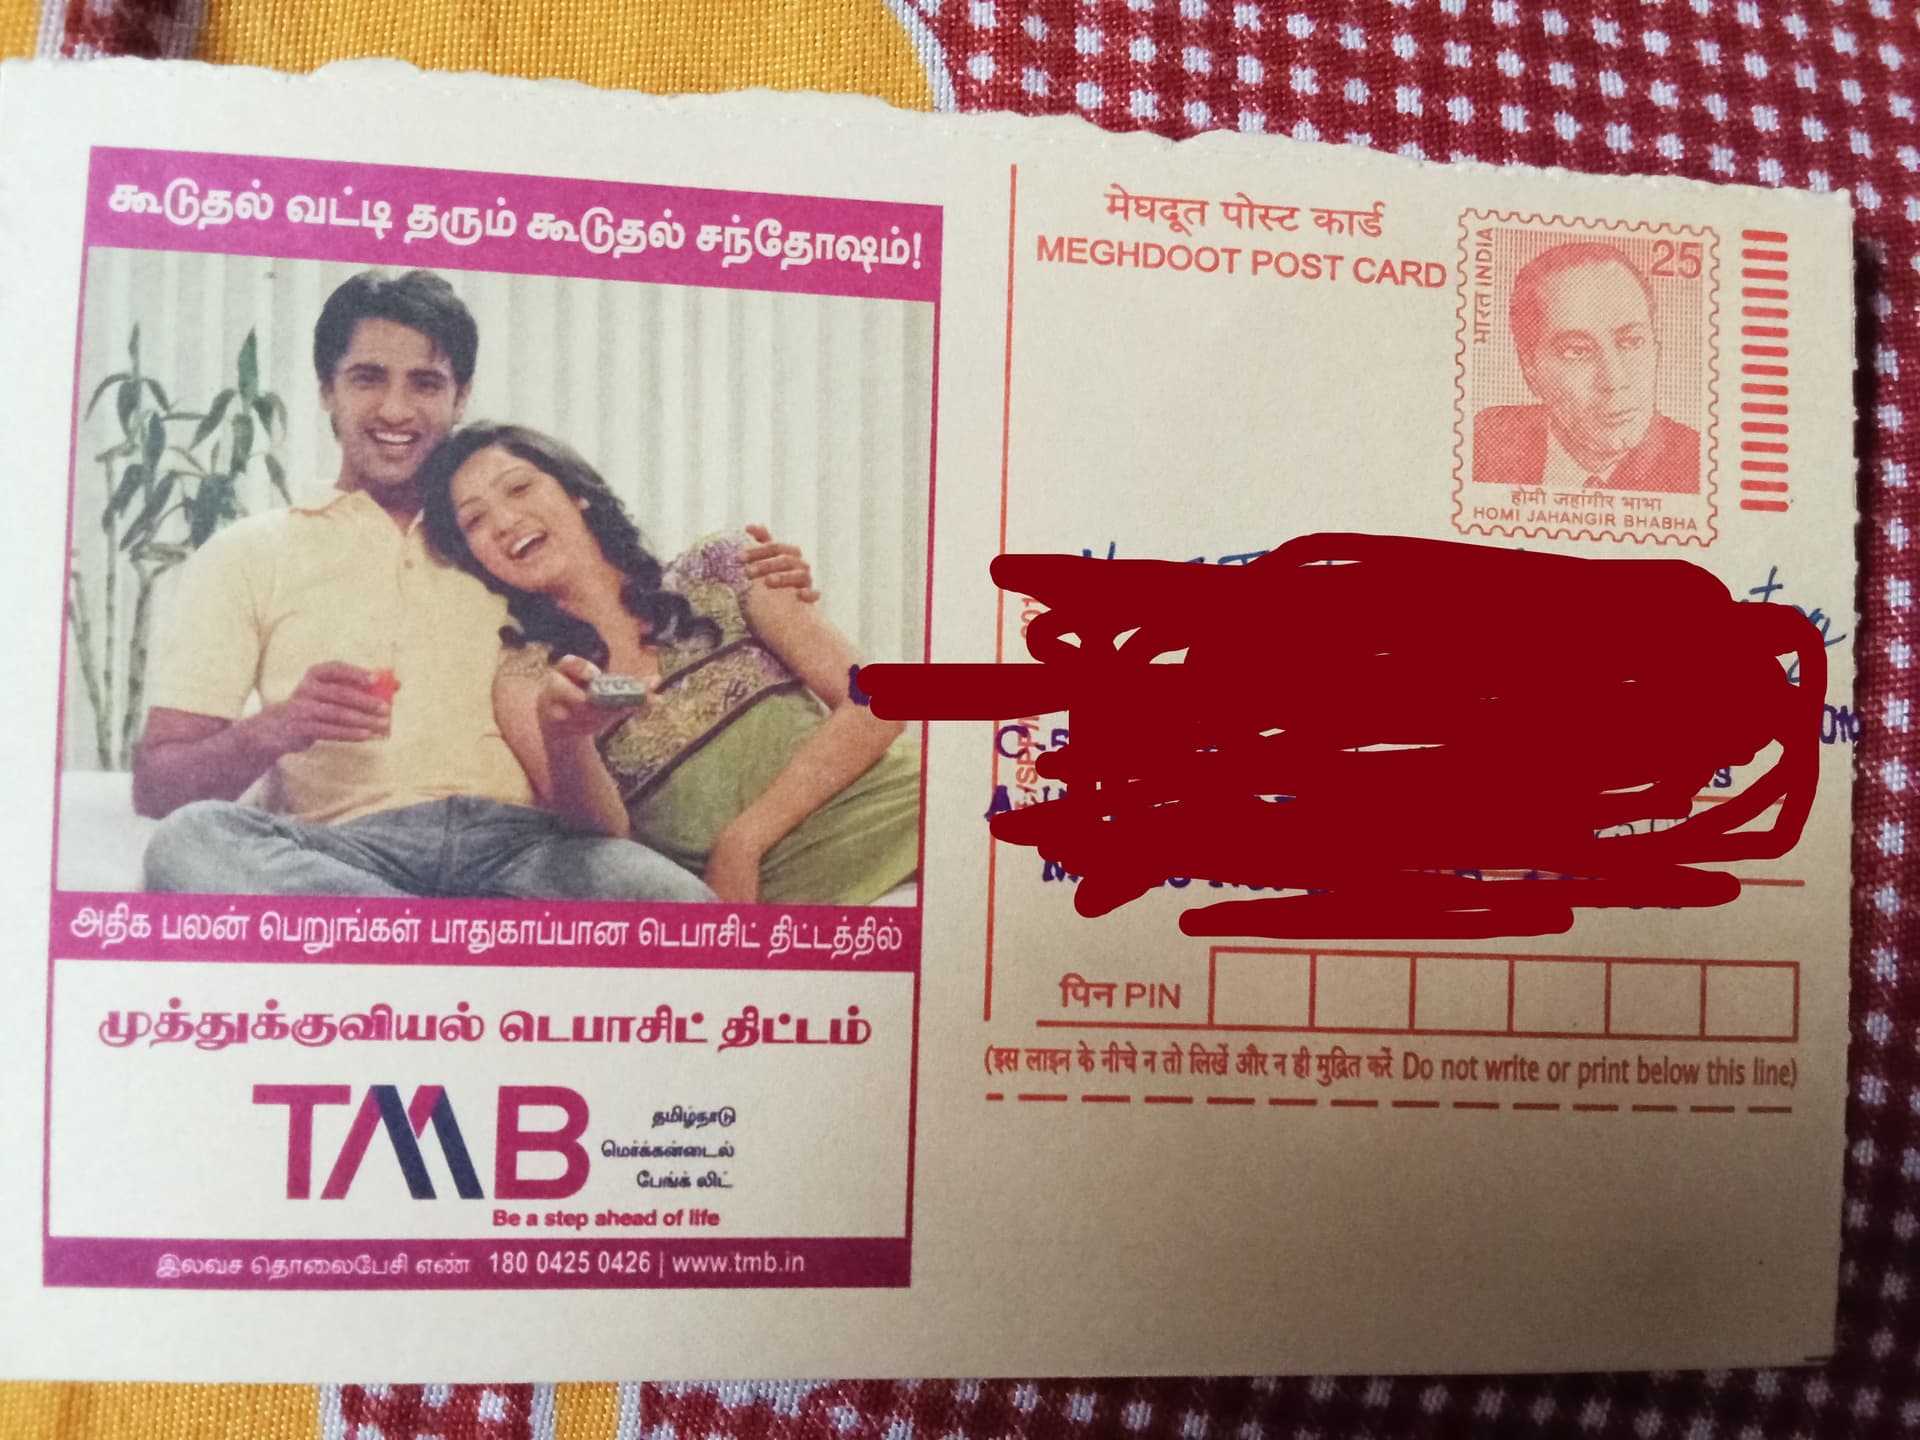 கூடுதல் வட்டி தரும் கூடுதல் சந்தோஷம்!
அதிக பலன் பெறுங்கள் பாதுகாப்பான டெபாசிட் திட்டத்தில்
முத்துக்குவியல் டெபாசிட் திட்டம்
TMB
தமிழ்நாடு
மெர்க்கன்டைல்
பேங்க் லிட்
Be a step ahead of life
இலவச தொலைபேசி எண் 180 0425 0426 | www.tmb.in
मेघदूत पोस्ट कार्ड
MEGHDOOT POST CARD
भारत INDIA
25
होमी जहांगीर भाभा
HOMI JAHANGIR BHABHA
पिन PIN
(इस लाइन के नीचे न तो लिखें और न ही मुद्रित करें Do not write or print below this line)